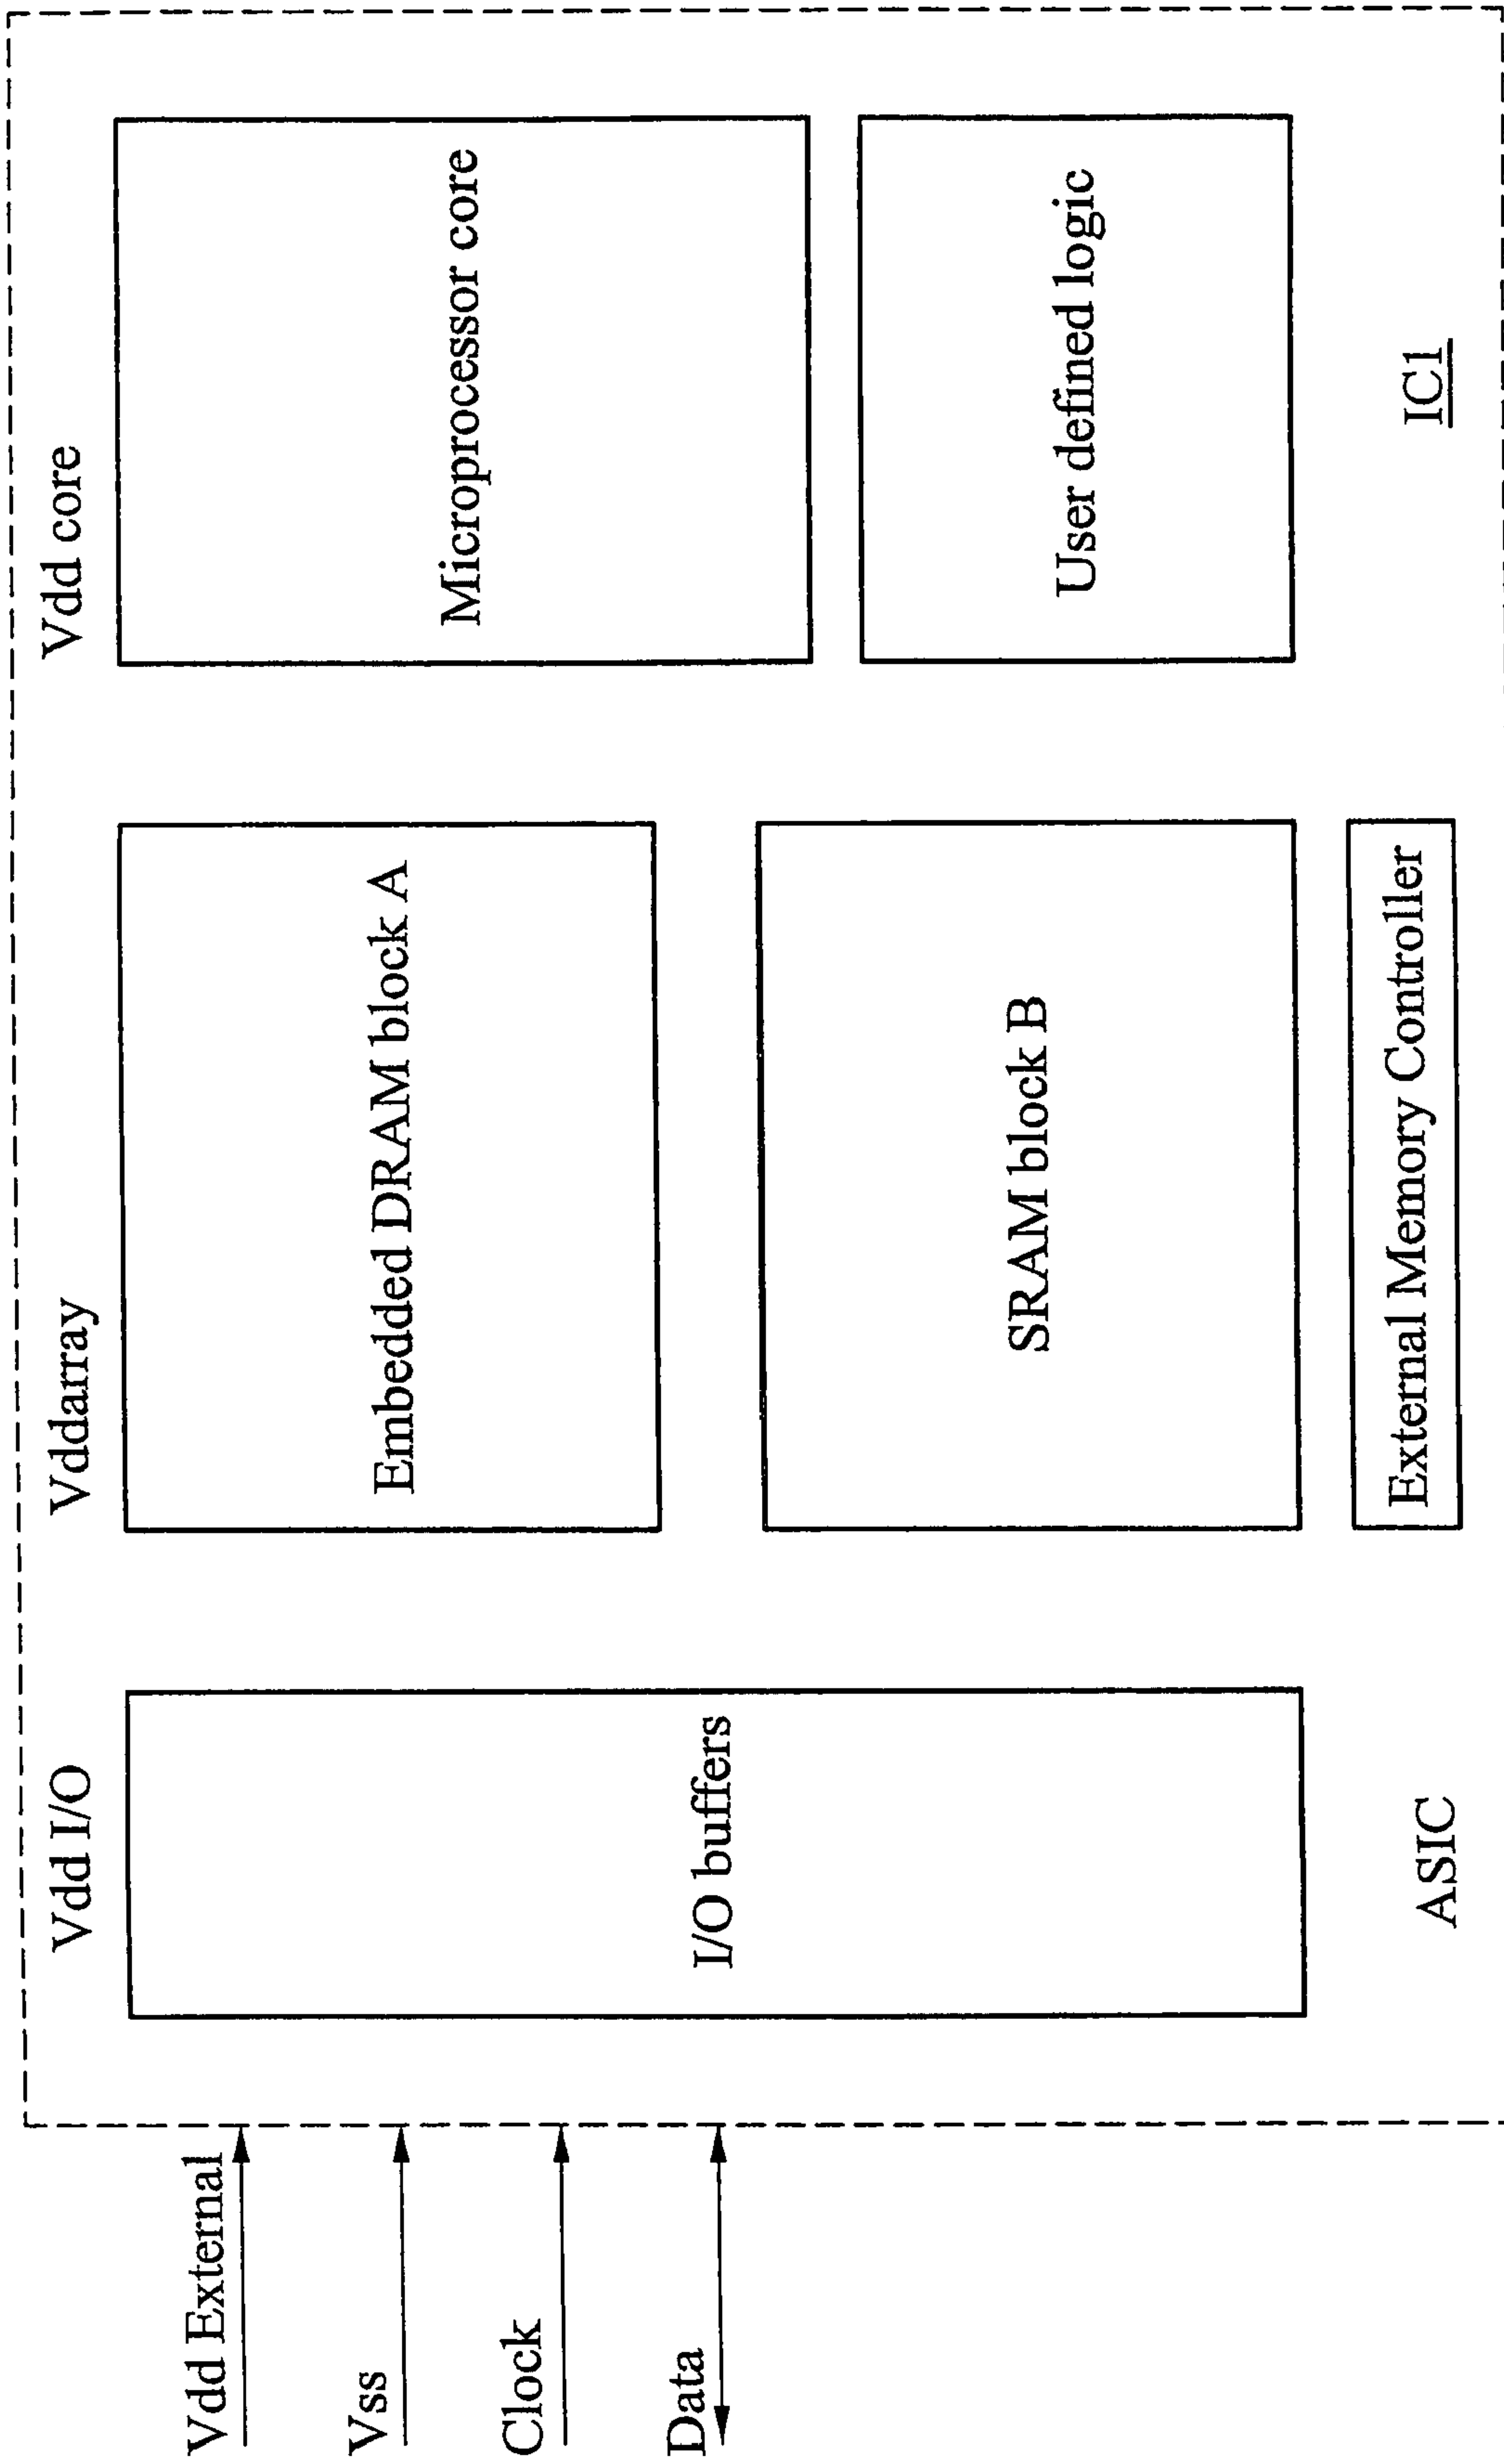 Vdd I/O
Vddarray
Vdd core
Vdd External
Vss
Clock
Data
I/O buffers
Embedded DRAM block A
SRAM block B
External Memory Controller
Microprocessor core
User defined logic
ASIC
IC1